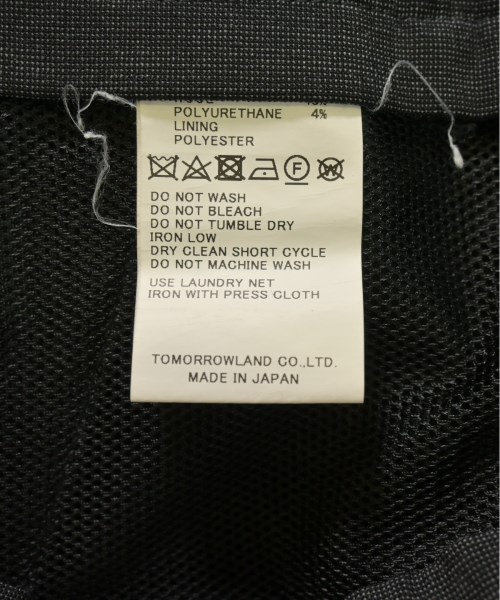 POLYURETHANE 4%
LINING
POLYESTER
F W
DO NOT WASH
DO NOT BLEACH
DO NOT TUMBLE DRY
IRON LOW
DRY CLEAN SHORT CYCLE
DO NOT MACHINE WASH
USE LAUNDRY NET
IRON WITH PRESS CLOTH
TOMORROWLAND CO.,LTD.
MADE IN JAPAN